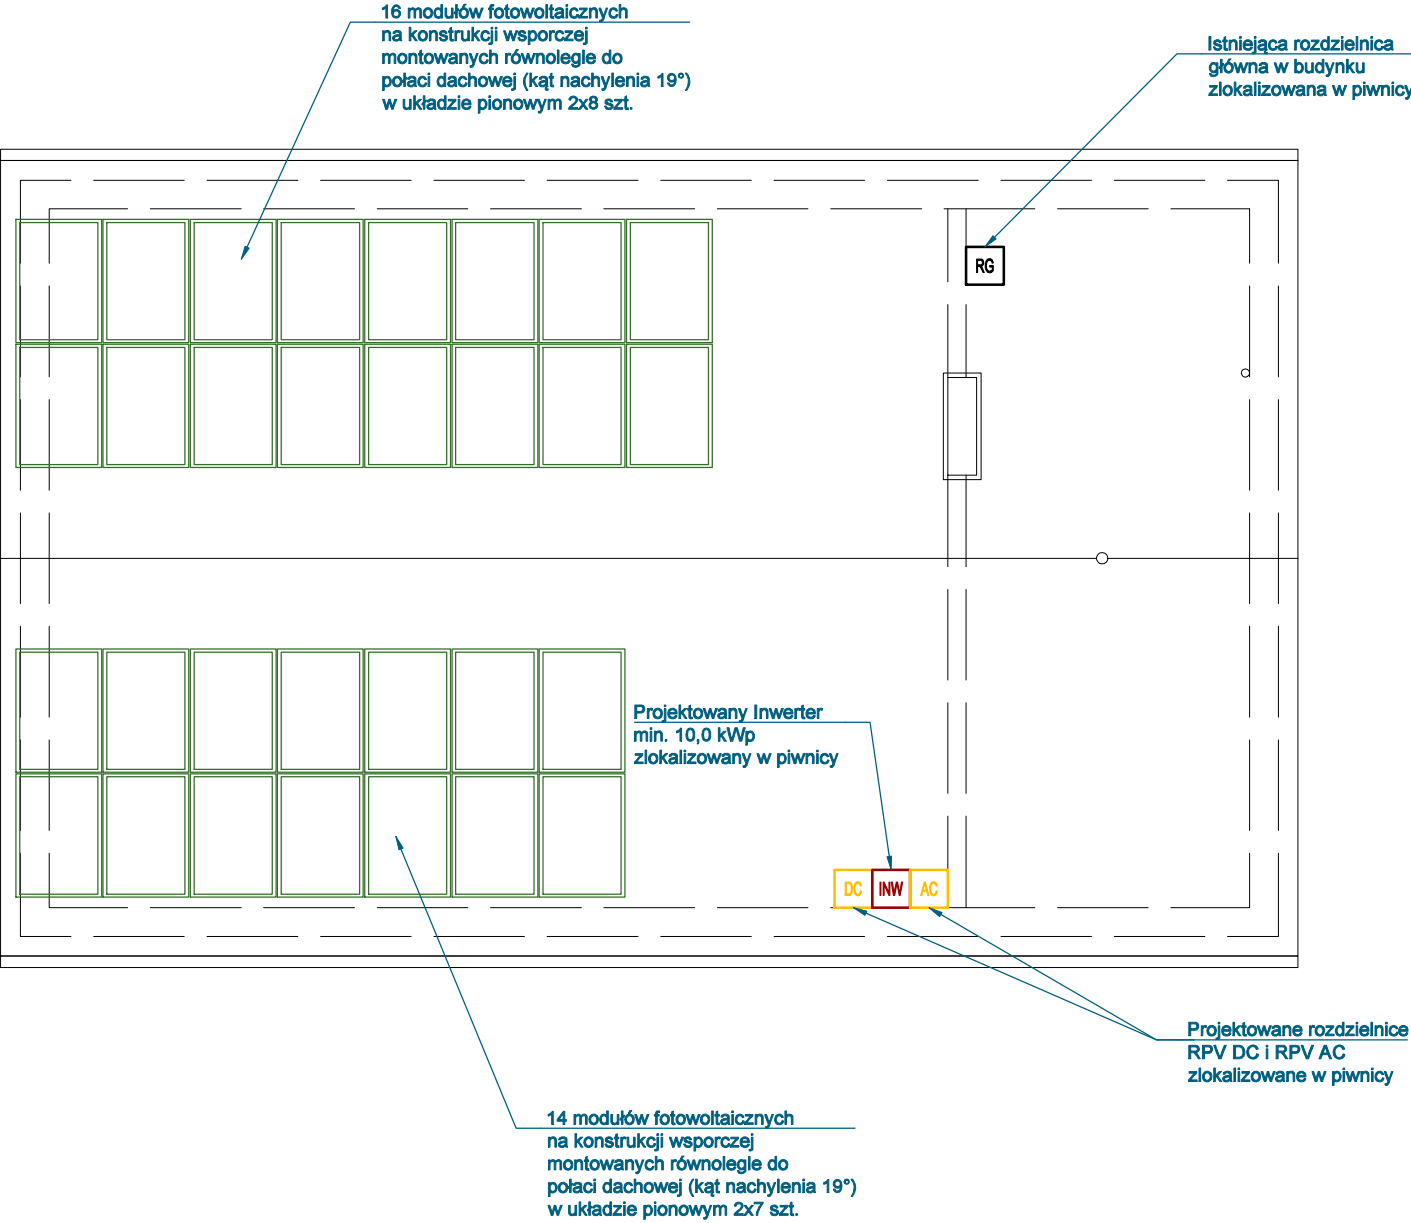 16 modułów fotowoltaicznych
na konstrukcji wsporczej
montowanych równolegle do
połaci dachowej (kąt nachylenia 19°)
w układzie pionowym 2x8 szt.
Istniejąca rozdzielnica
główna w budynku
zlokalizowana w piwnicy
RG
Projektowany Inwerter
min. 10,0 kWp
zlokalizowany w piwnicy
DC INW AC
Projektowane rozdzielnice
RPV DC i RPV AC
zlokalizowane w piwnicy
14 modułów fotowoltaicznych
na konstrukcji wsporczej
montowanych równolegle do
połaci dachowej (kąt nachylenia 19°)
w układzie pionowym 2x7 szt.